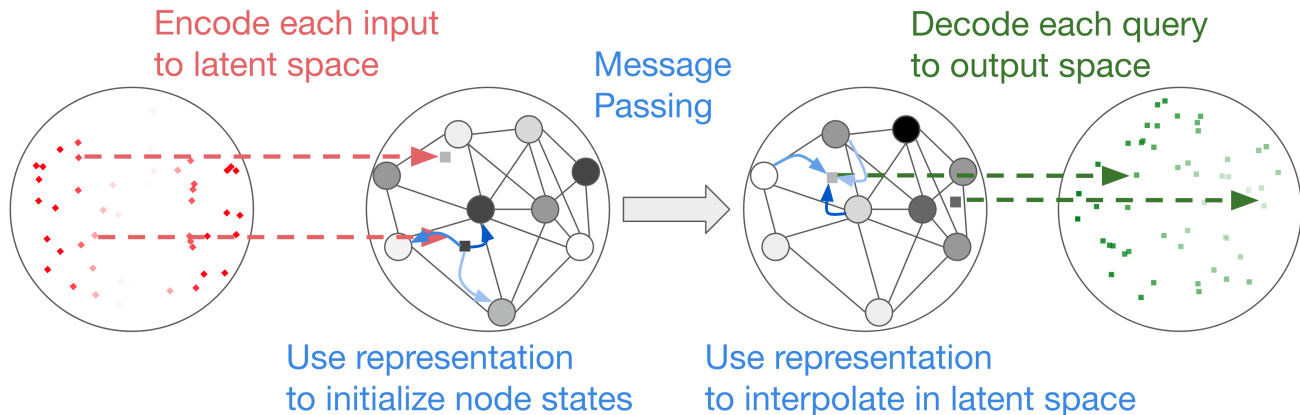 Encode each input
to latent space
Message
Passing
Decode each query
to output space
Use representation
to initialize node states
Use representation
to interpolate in latent space